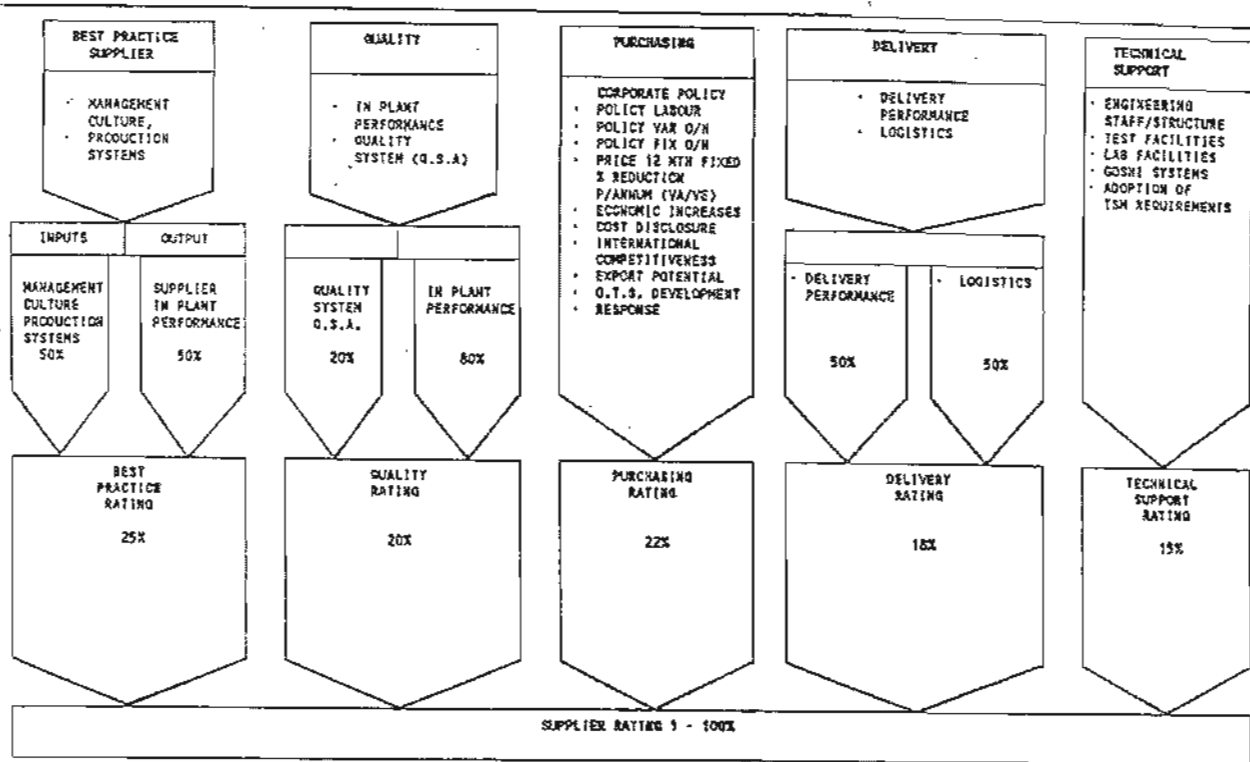 BEST PRACTICE
SUPPLIER
· MANAGEMENT
CULTURE,
· PRODUCTION
SYSTEMS
INPUTS
OUTPUT
MANAGEMENT
CULTURE
PRODUCTION
SYSTEMS
50%
SUPPLIER
IN PLANT
PERFORMANCE
50%
BEST
PRACTICE
RATING
25%
QUALITY
· IN PLANT
PERFORMANCE
· QUALITY
SYSTEM (Q.S.A)
QUALITY
SYSTEM
Q.S.A.
20%
IN PLANT
PERFORMANCE
80%
QUALITY
RATING
20%
PURCHASING
CORPORATE POLICY
· POLICY LABOUR
· POLICY VAR O/H
· POLICY FIX O/H
· PRICE 12 MTH FIXED
% REDUCTION
P/ANNUM (VA/VE)
· ECONOMIC INCREASES
· COST DISCLOSURE
· INTERNATIONAL
COMPETITIVENESS
· EXPORT POTENTIAL
· O.T.S. DEVELOPMENT
· RESPONSE
PURCHASING
RATING
22%
DELIVERY
· DELIVERY
PERFORMANCE
· LOGISTICS
· DELIVERY
PERFORMANCE
50%
· LOGISTICS
50%
DELIVERY
RATING
18%
TECHNICAL
SUPPORT
· ENGINEERING
STAFF/STRUCTURE
· TEST FACILITIES
· LAB FACILITIES
· GOSHI SYSTEMS
· ADOPTION OF
TSM REQUIREMENTS
TECHNICAL
SUPPORT
RATING
15%
SUPPLIER RATING - 100%